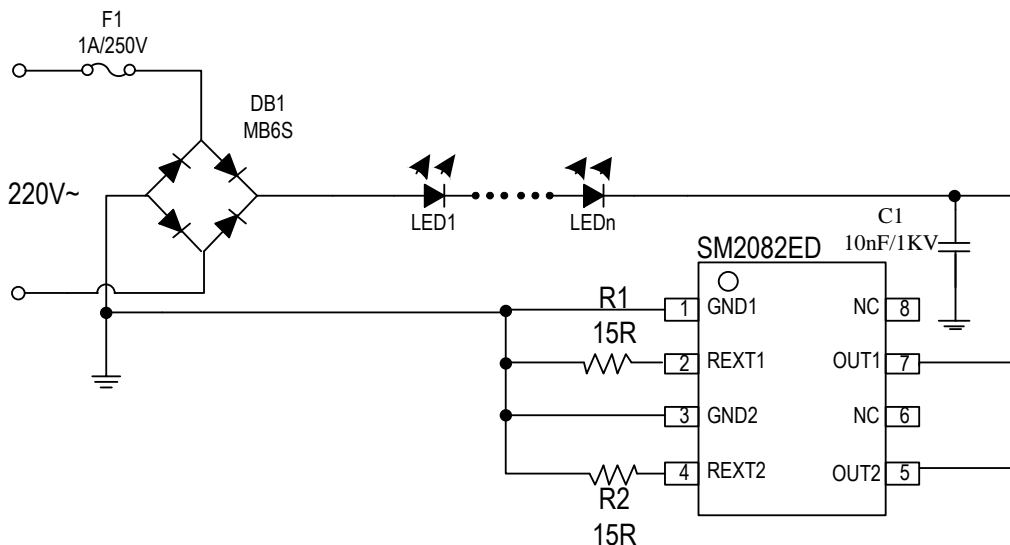 F1
1A/250V
DB1
MB6S
220V~
LED1
LEDn
C1
10nF/1KV
SM2082ED
R1
15R
1 GND1 NC 8
2 REXT1 OUT1 7
3 GND2 NC 6
4 REXT2 OUT2 5
R2
15R